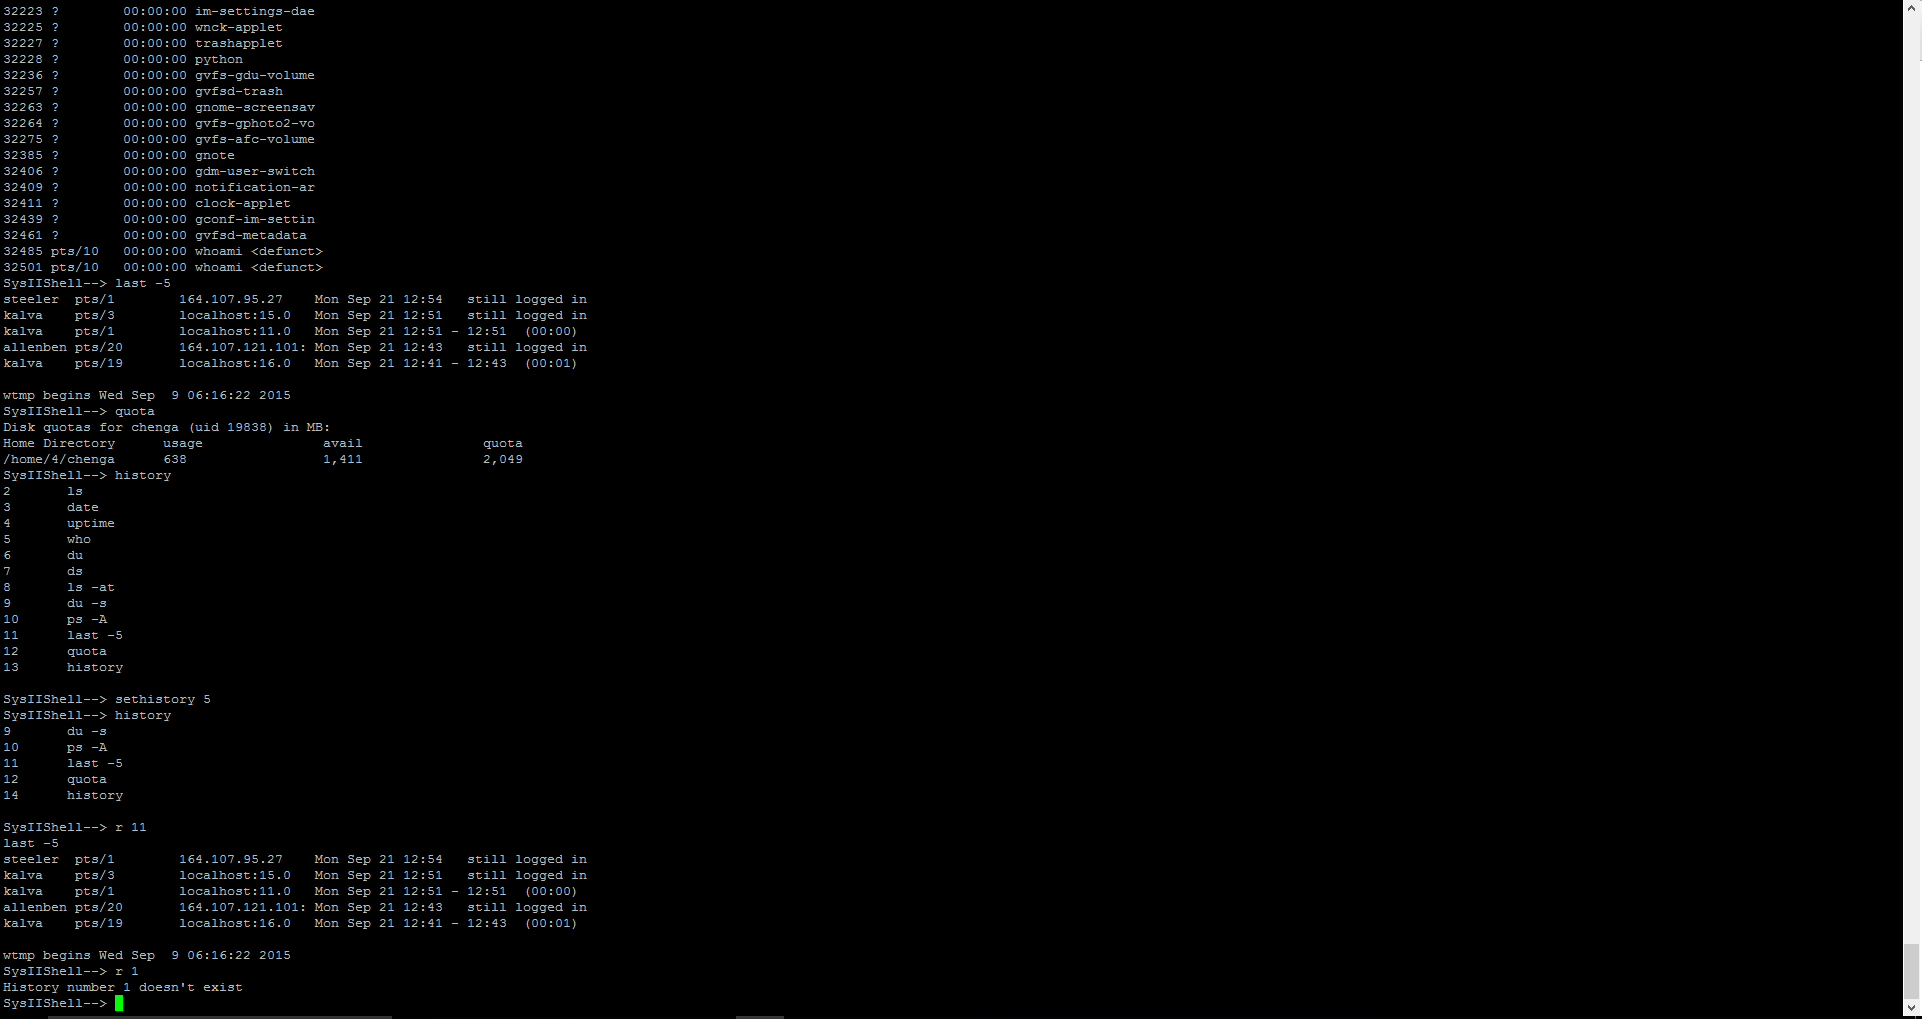 32223 ?        00:00:00 im-settings-dae
32225 ?        00:00:00 wnck-applet
32227 ?        00:00:00 trashapplet
32228 ?        00:00:00 python
32236 ?        00:00:00 gvfs-gdu-volume
32257 ?        00:00:00 gvfsd-trash
32263 ?        00:00:00 gnome-screensav
32264 ?        00:00:00 gvfs-gphoto2-vo
32275 ?        00:00:00 gvfs-afc-volume
32385 ?        00:00:00 gnote
32406 ?        00:00:00 gdm-user-switch
32409 ?        00:00:00 notification-ar
32411 ?        00:00:00 clock-applet
32439 ?        00:00:00 gconf-im-settin
32461 ?        00:00:00 gvfsd-metadata
32485 pts/10   00:00:00 whoami <defunct>
32501 pts/10   00:00:00 whoami <defunct>
SysIIShell--> last -5
steeler  pts/1        164.107.95.27    Mon Sep 21 12:54   still logged in
kalva    pts/3        localhost:15.0   Mon Sep 21 12:51   still logged in
kalva    pts/1        localhost:11.0   Mon Sep 21 12:51 - 12:51  (00:00)
allenben pts/20       164.107.121.101: Mon Sep 21 12:43   still logged in
kalva    pts/19       localhost:16.0   Mon Sep 21 12:41 - 12:43  (00:01)
wtmp begins Wed Sep  9 06:16:22 2015
SysIIShell--> quota
Disk quotas for chenga (uid 19838) in MB:
Home Directory      usage               avail               quota
/home/4/chenga      638                 1,411               2,049
SysIIShell--> history
2       ls
3       date
4       uptime
5       who
6       du
7       ds
8       ls -at
9       du -s
10      ps -A
11      last -5
12      quota
13      history
SysIIShell--> sethistory 5
SysIIShell--> history
9       du -s
10      ps -A
11      last -5
12      quota
14      history
SysIIShell--> r 11
last -5
steeler  pts/1        164.107.95.27    Mon Sep 21 12:54   still logged in
kalva    pts/3        localhost:15.0   Mon Sep 21 12:51   still logged in
kalva    pts/1        localhost:11.0   Mon Sep 21 12:51 - 12:51  (00:00)
allenben pts/20       164.107.121.101: Mon Sep 21 12:43   still logged in
kalva    pts/19       localhost:16.0   Mon Sep 21 12:41 - 12:43  (00:01)
wtmp begins Wed Sep  9 06:16:22 2015
SysIIShell--> r 1
History number 1 doesn't exist
SysIIShell-->